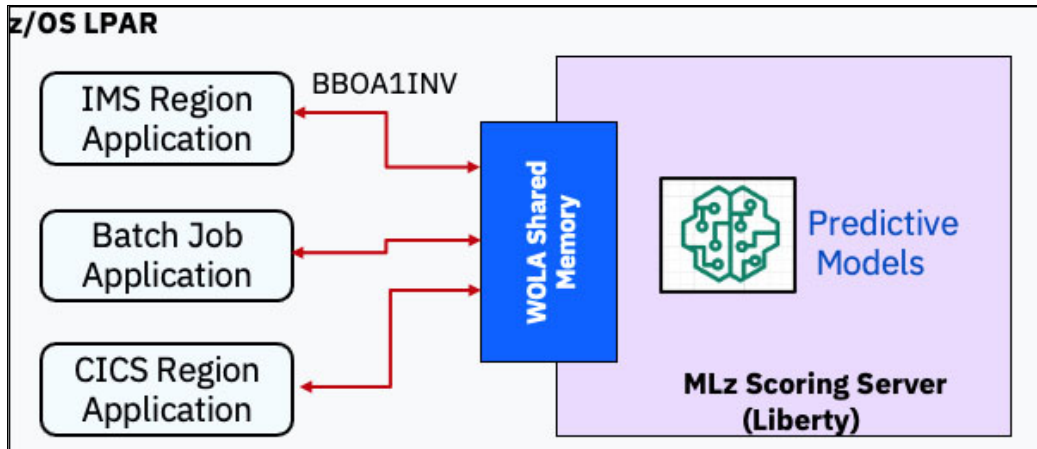 z/OS LPAR
IMS Region
Application
BBOA1INV
Batch Job
Application
CICS Region
Application
WOLA Shared
Memory
Predictive
Models
MLz Scoring Server
(Liberty)